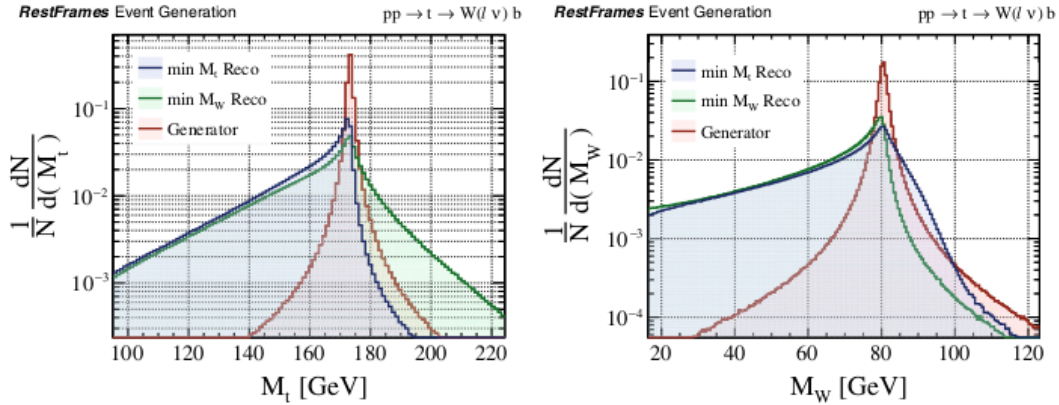 RestFrames Event Generation
pp → t → W(l ν) b
min M_t Reco
min M_W Reco
Generator
1/N dN/d(M_t)
10^-1
10^-2
10^-3
100 120 140 160 180 200 220
M_t [GeV]
RestFrames Event Generation
pp → t → W(l ν) b
min M_t Reco
min M_W Reco
Generator
1/N dN/d(M_W)
10^-1
10^-2
10^-3
10^-4
20 40 60 80 100 120
M_W [GeV]